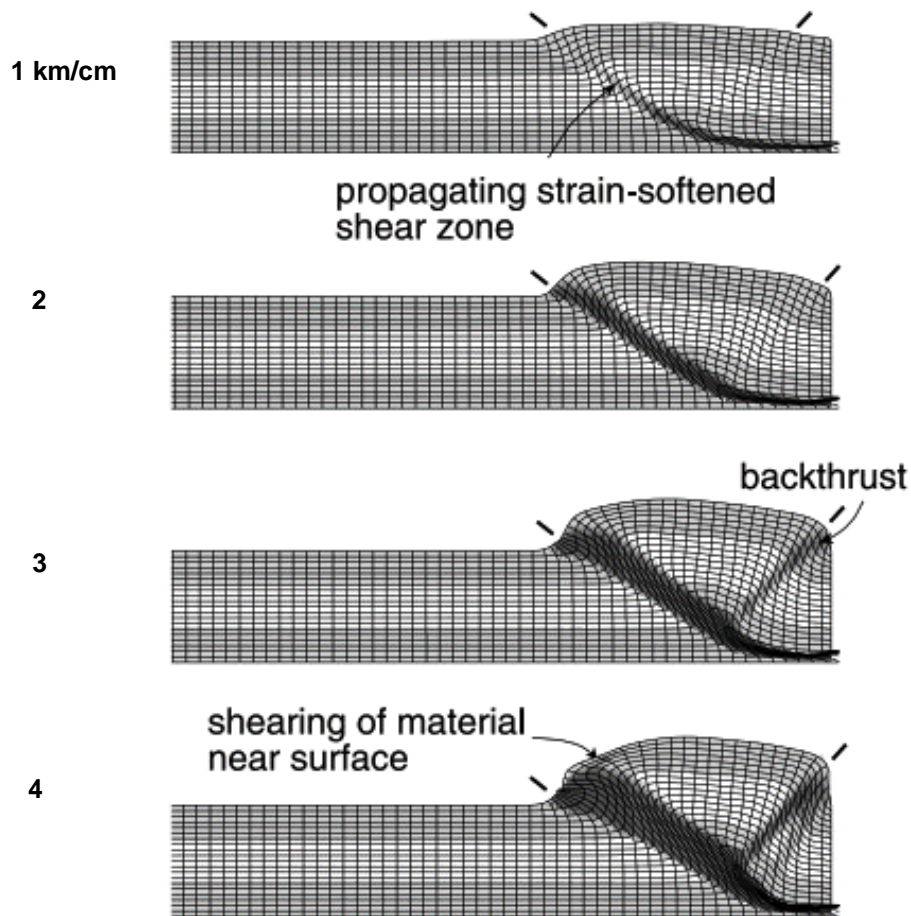 1 km/cm
propagating strain-softened
shear zone
2
backthrust
3
shearing of material
near surface
4